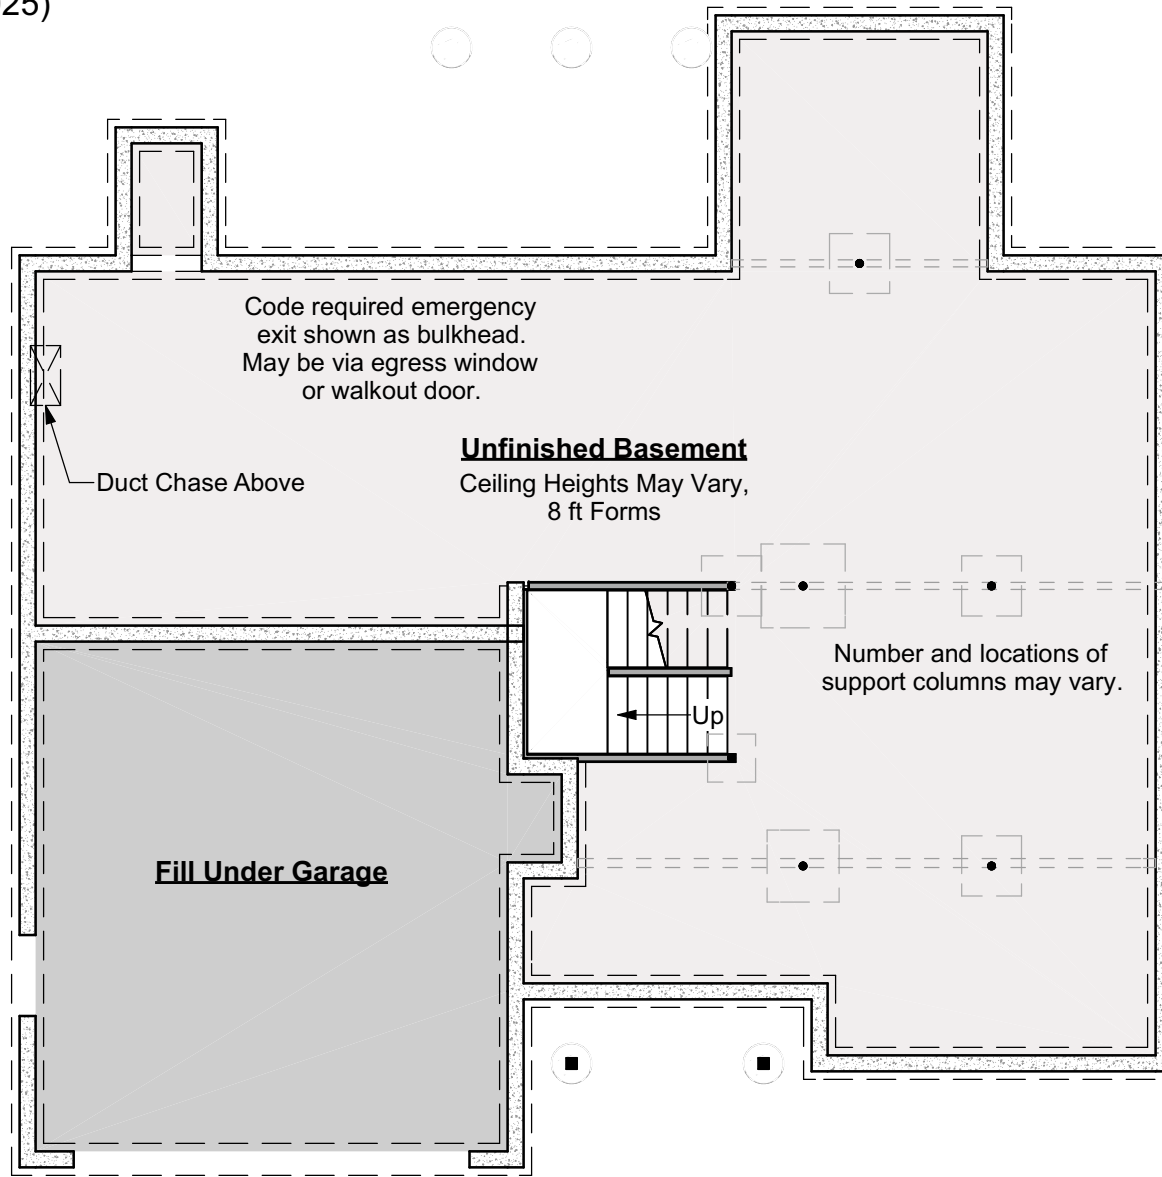 25)
Code required emergency
exit shown as bulkhead.
May be via egress window
or walkout door.
Unfinished Basement
Ceiling Heights May Vary,
8 ft Forms
Duct Chase Above
Number and locations of
support columns may vary.
Up
Fill Under Garage